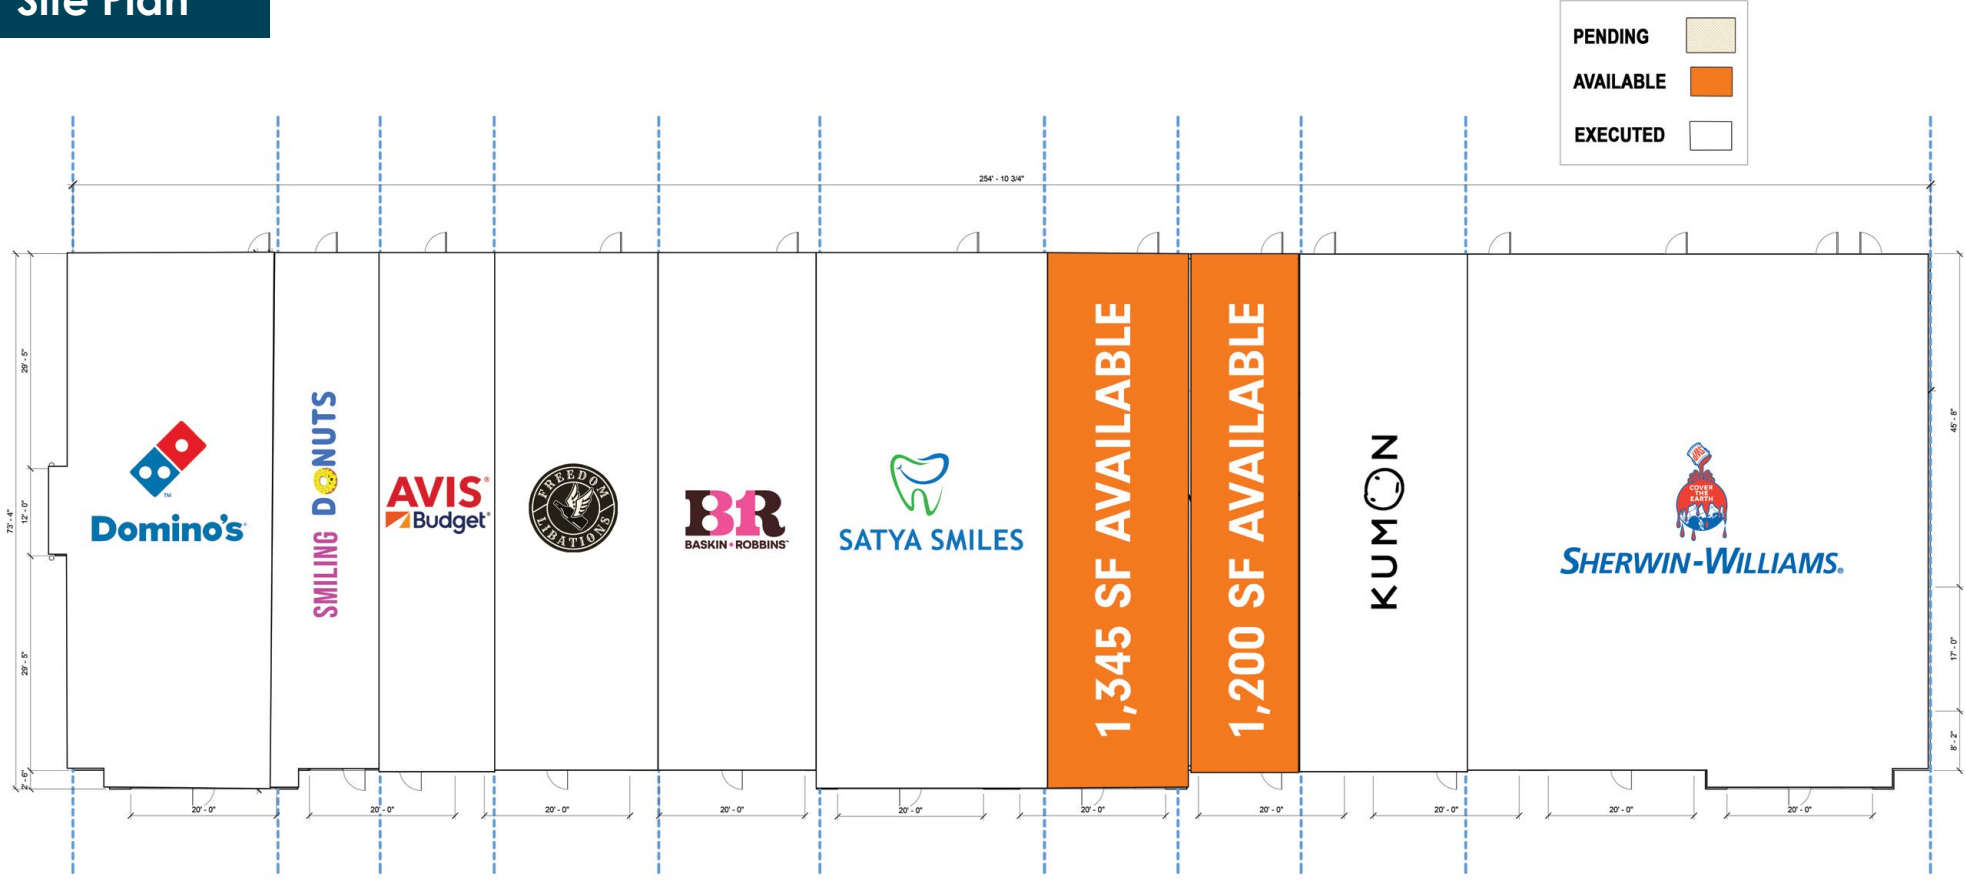 Site Plan
PENDING
AVAILABLE
EXECUTED
254' - 10 3/4"
29' - 5"
12' - 0"
73' - 4"
29' - 5"
2' - 6"
Domino's
™
SMILING DONUTS
AVIS®
Budget®
FREEDOM
LIBATIONS
BR
BASKIN • ROBBINS™
SATYA SMILES
1,345 SF AVAILABLE
1,200 SF AVAILABLE
KUMON
SWP
COVER
THE
EARTH
SHERWIN-WILLIAMS®
45' - 8"
17' - 0"
8' - 2"
20' - 0"
20' - 0"
20' - 0"
20' - 0"
20' - 0"
20' - 0"
20' - 0"
20' - 0"
20' - 0"
20' - 0"